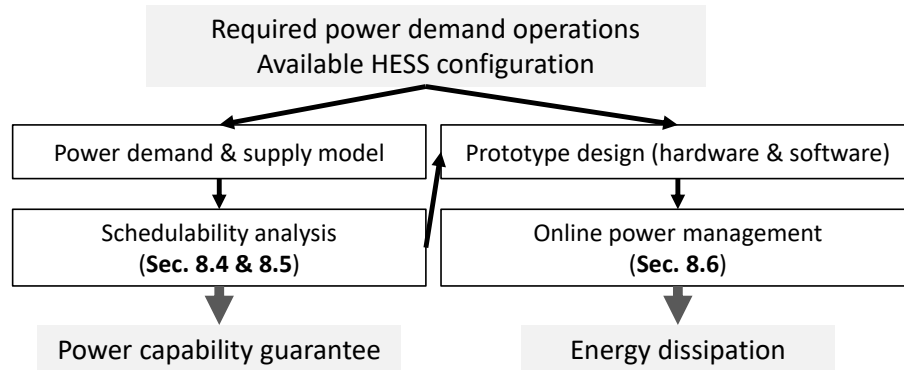 Required power demand operations
Available HESS configuration
Power demand & supply model
Prototype design (hardware & software)
Schedulability analysis
(Sec. 8.4 & 8.5)
Online power management
(Sec. 8.6)
Power capability guarantee
Energy dissipation